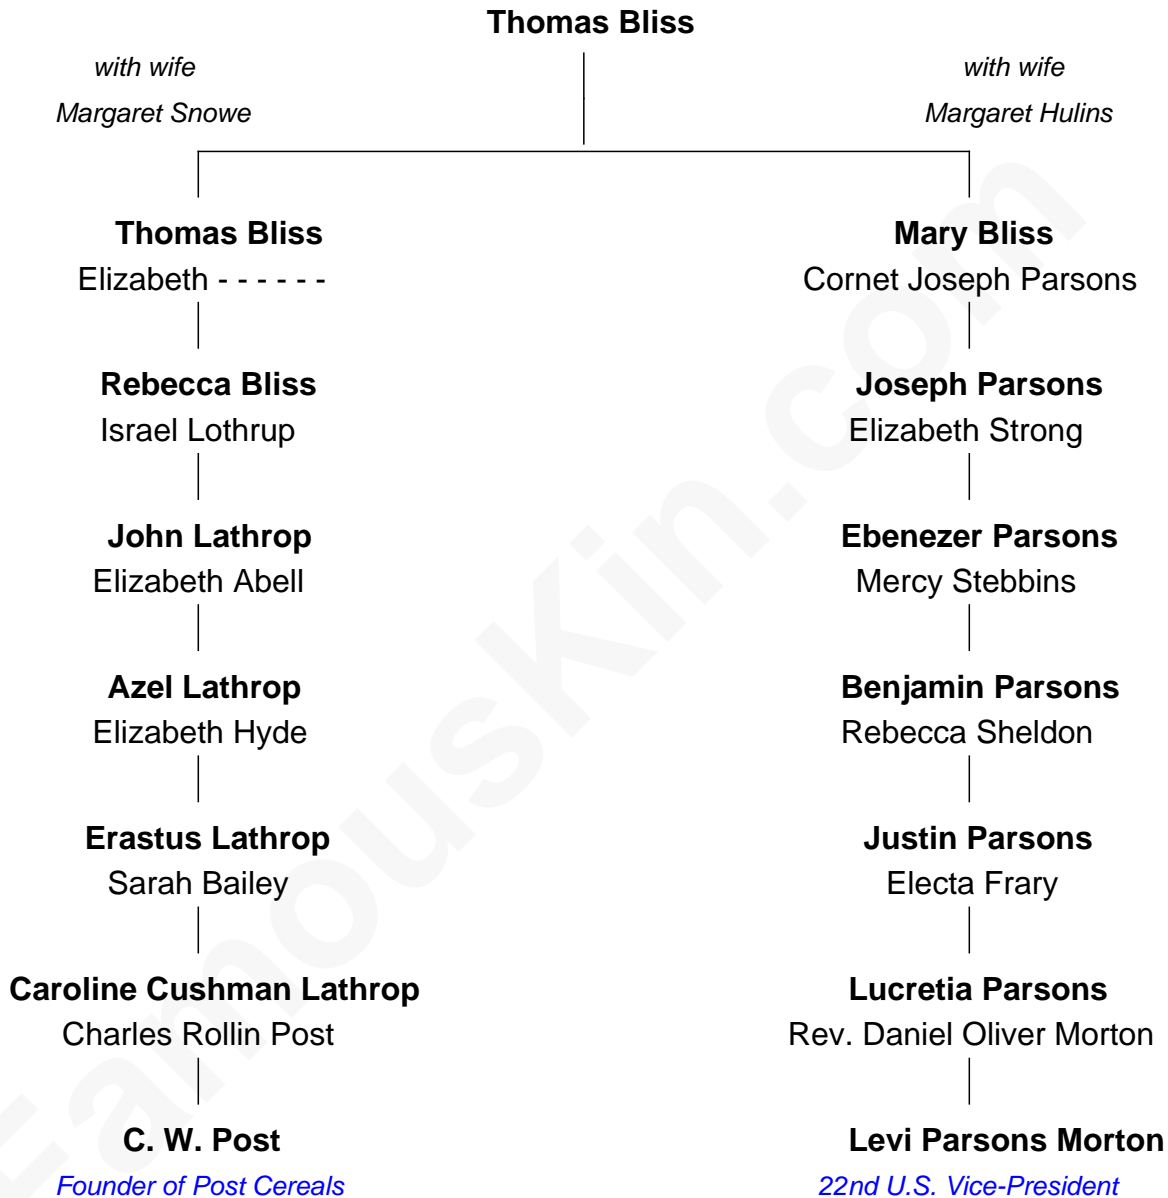 Thomas Bliss
with wife
Margaret Snowe
with wife
Margaret Hulins
Thomas Bliss
Elizabeth - - - - - -
Mary Bliss
Cornet Joseph Parsons
Rebecca Bliss
Israel Lothrup
Joseph Parsons
Elizabeth Strong
John Lathrop
Elizabeth Abell
Ebenezer Parsons
Mercy Stebbins
Azel Lathrop
Elizabeth Hyde
Benjamin Parsons
Rebecca Sheldon
Erastus Lathrop
Sarah Bailey
Justin Parsons
Electa Frary
Caroline Cushman Lathrop
Charles Rollin Post
Lucretia Parsons
Rev. Daniel Oliver Morton
C. W. Post
Founder of Post Cereals
Levi Parsons Morton
22nd U.S. Vice-President
FamousKin.com